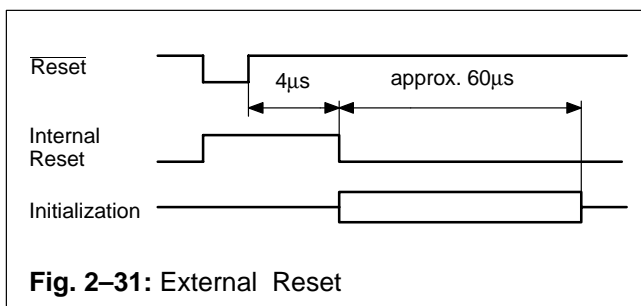 Reset
4μs
approx. 60μs
Internal
Reset
Initialization
Fig. 2–31: External Reset